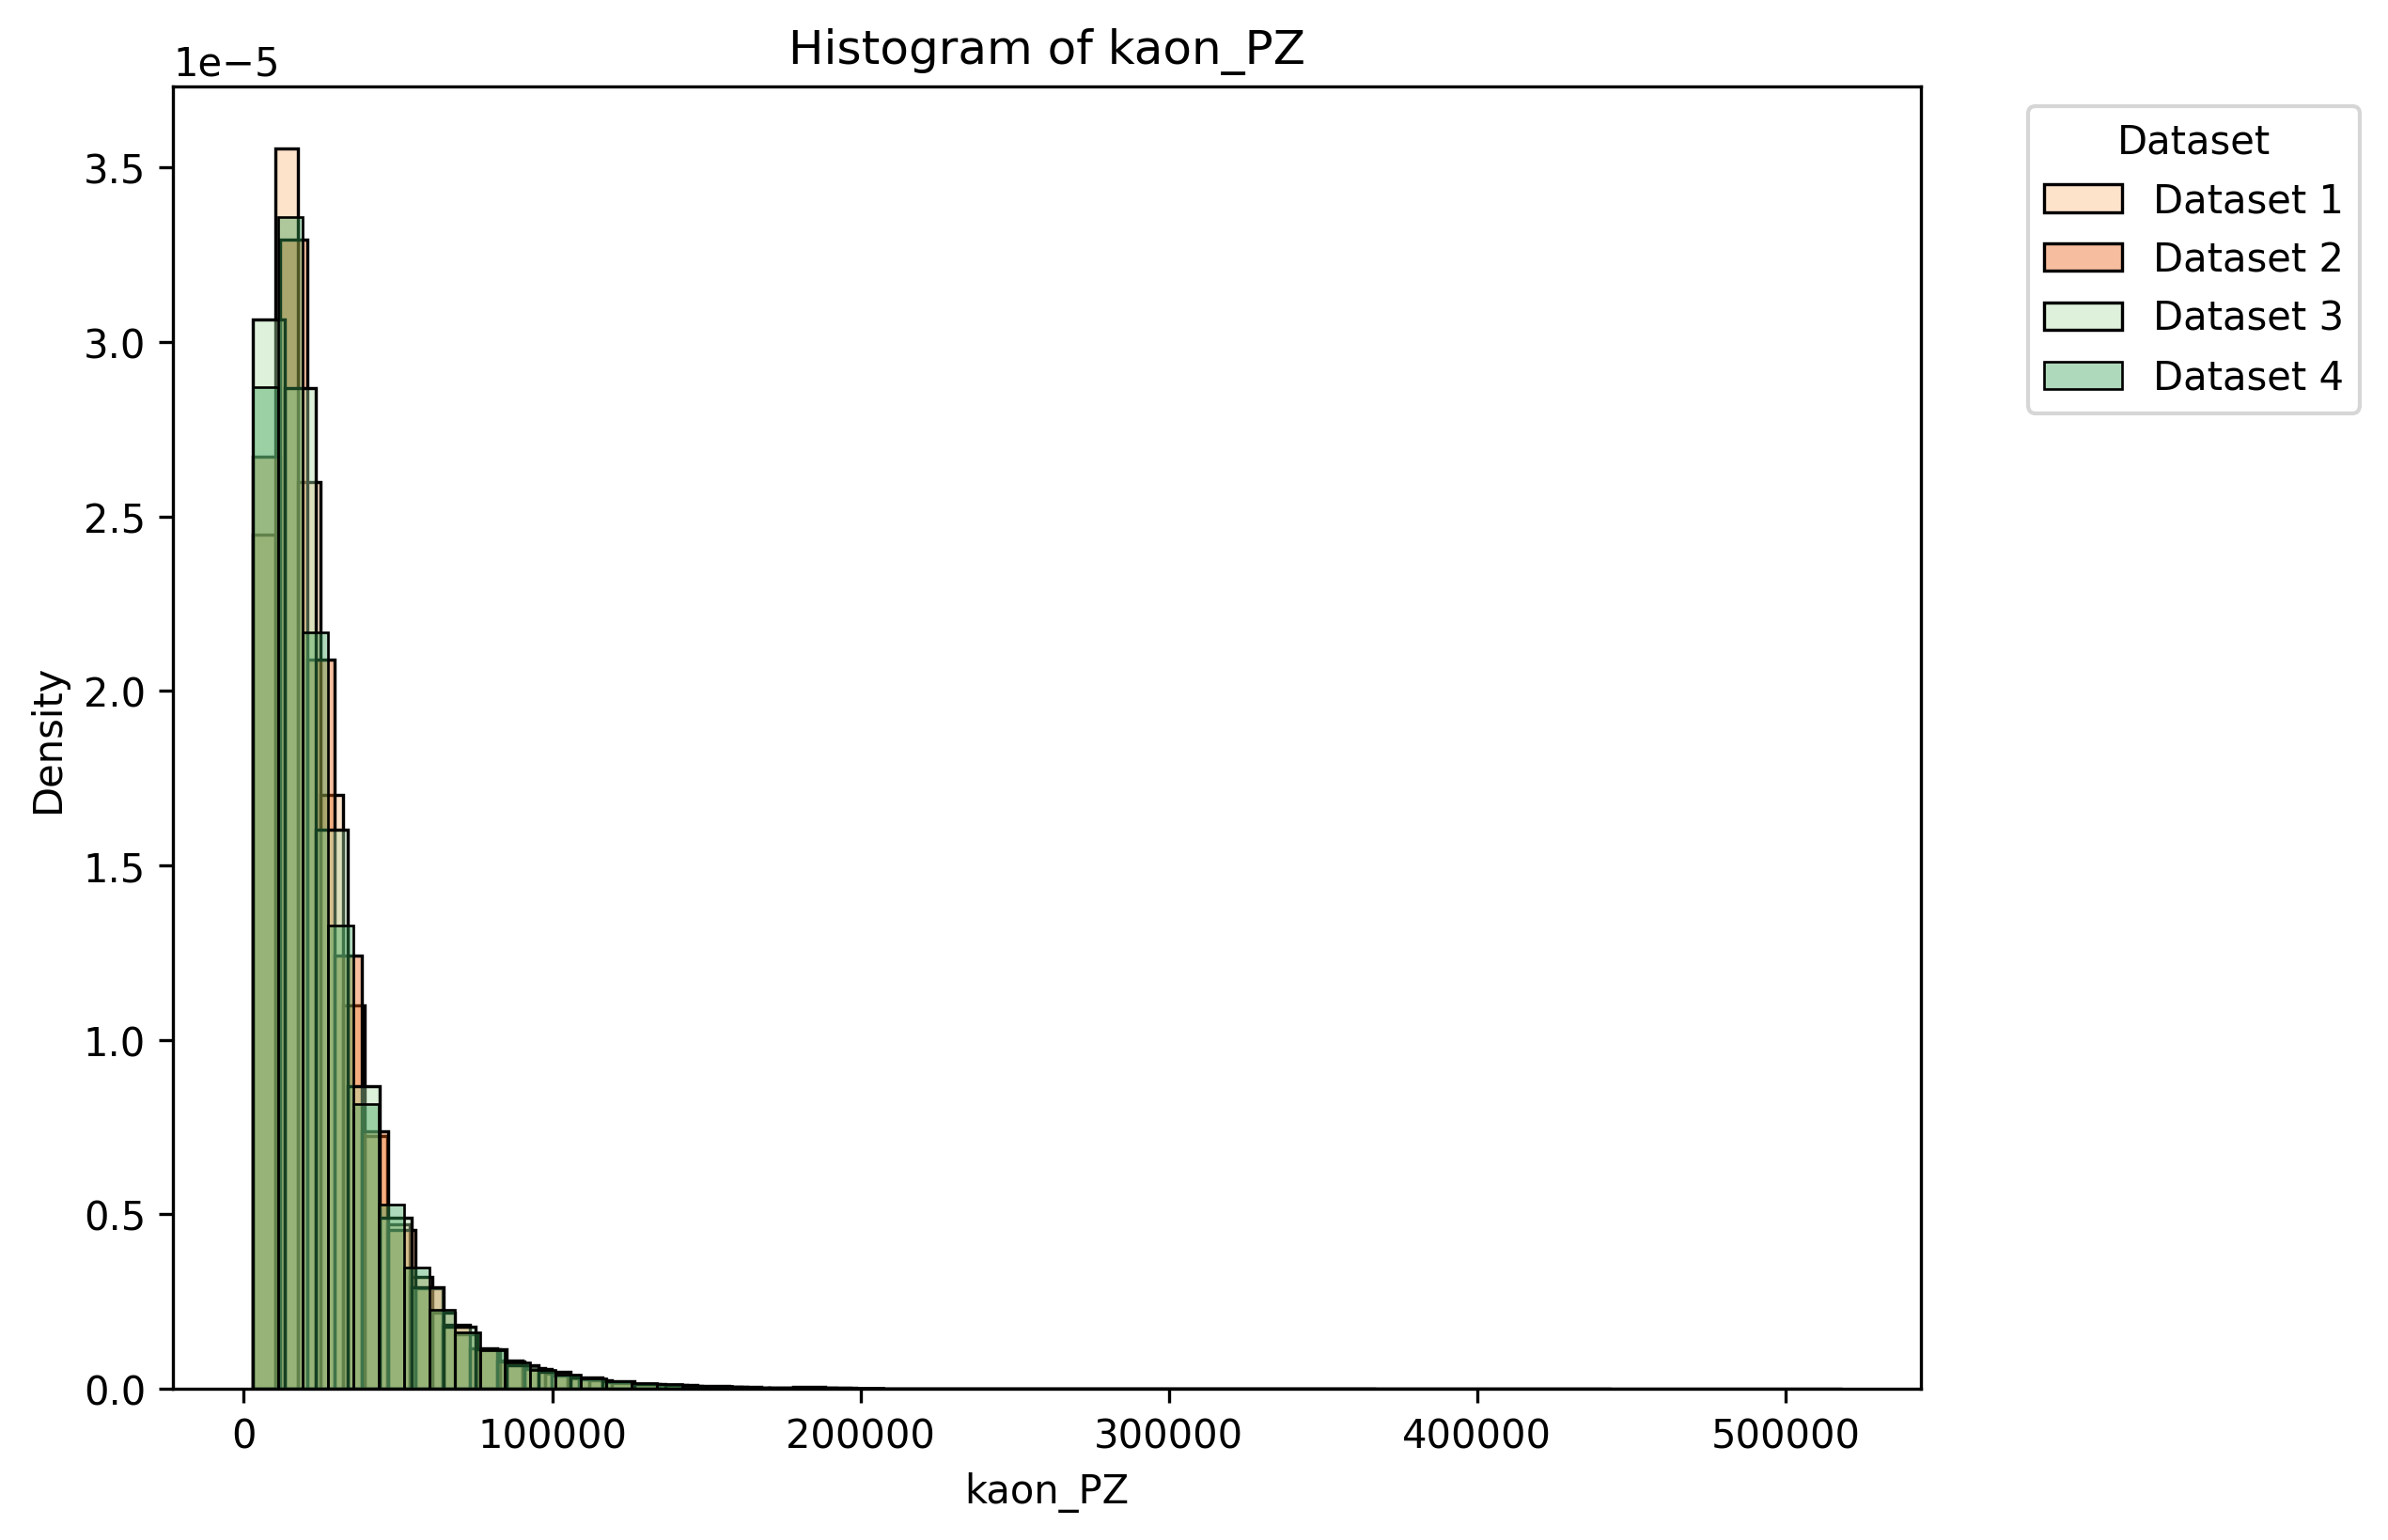 Histogram of kaon_PZ
1e−5
3.5
3.0
2.5
2.0
1.5
1.0
0.5
0.0
Density
0
100000
200000
300000
400000
500000
kaon_PZ
Dataset
Dataset 1
Dataset 2
Dataset 3
Dataset 4